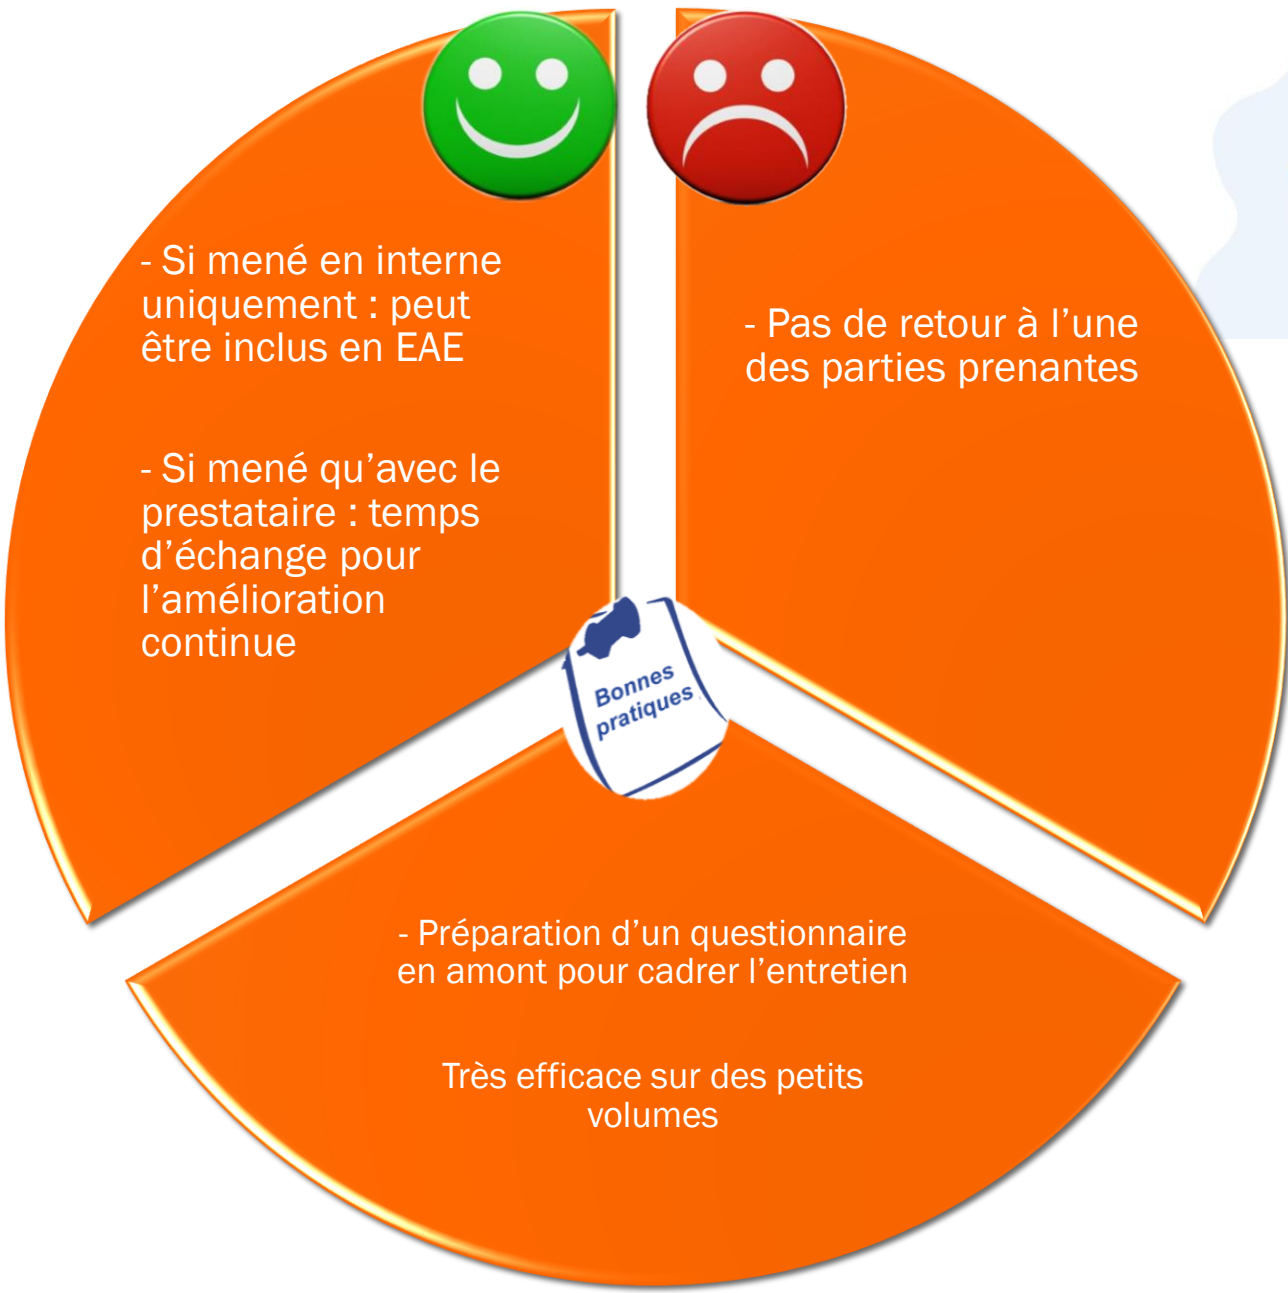 - Si mené en interne
uniquement : peut
être inclus en EAE
- Si mené qu’avec le
prestataire : temps
d’échange pour
l’amélioration
continue
- Pas de retour à l’une
des parties prenantes
Bonnes
pratiques
- Préparation d’un questionnaire
en amont pour cadrer l’entretien
Très efficace sur des petits
volumes